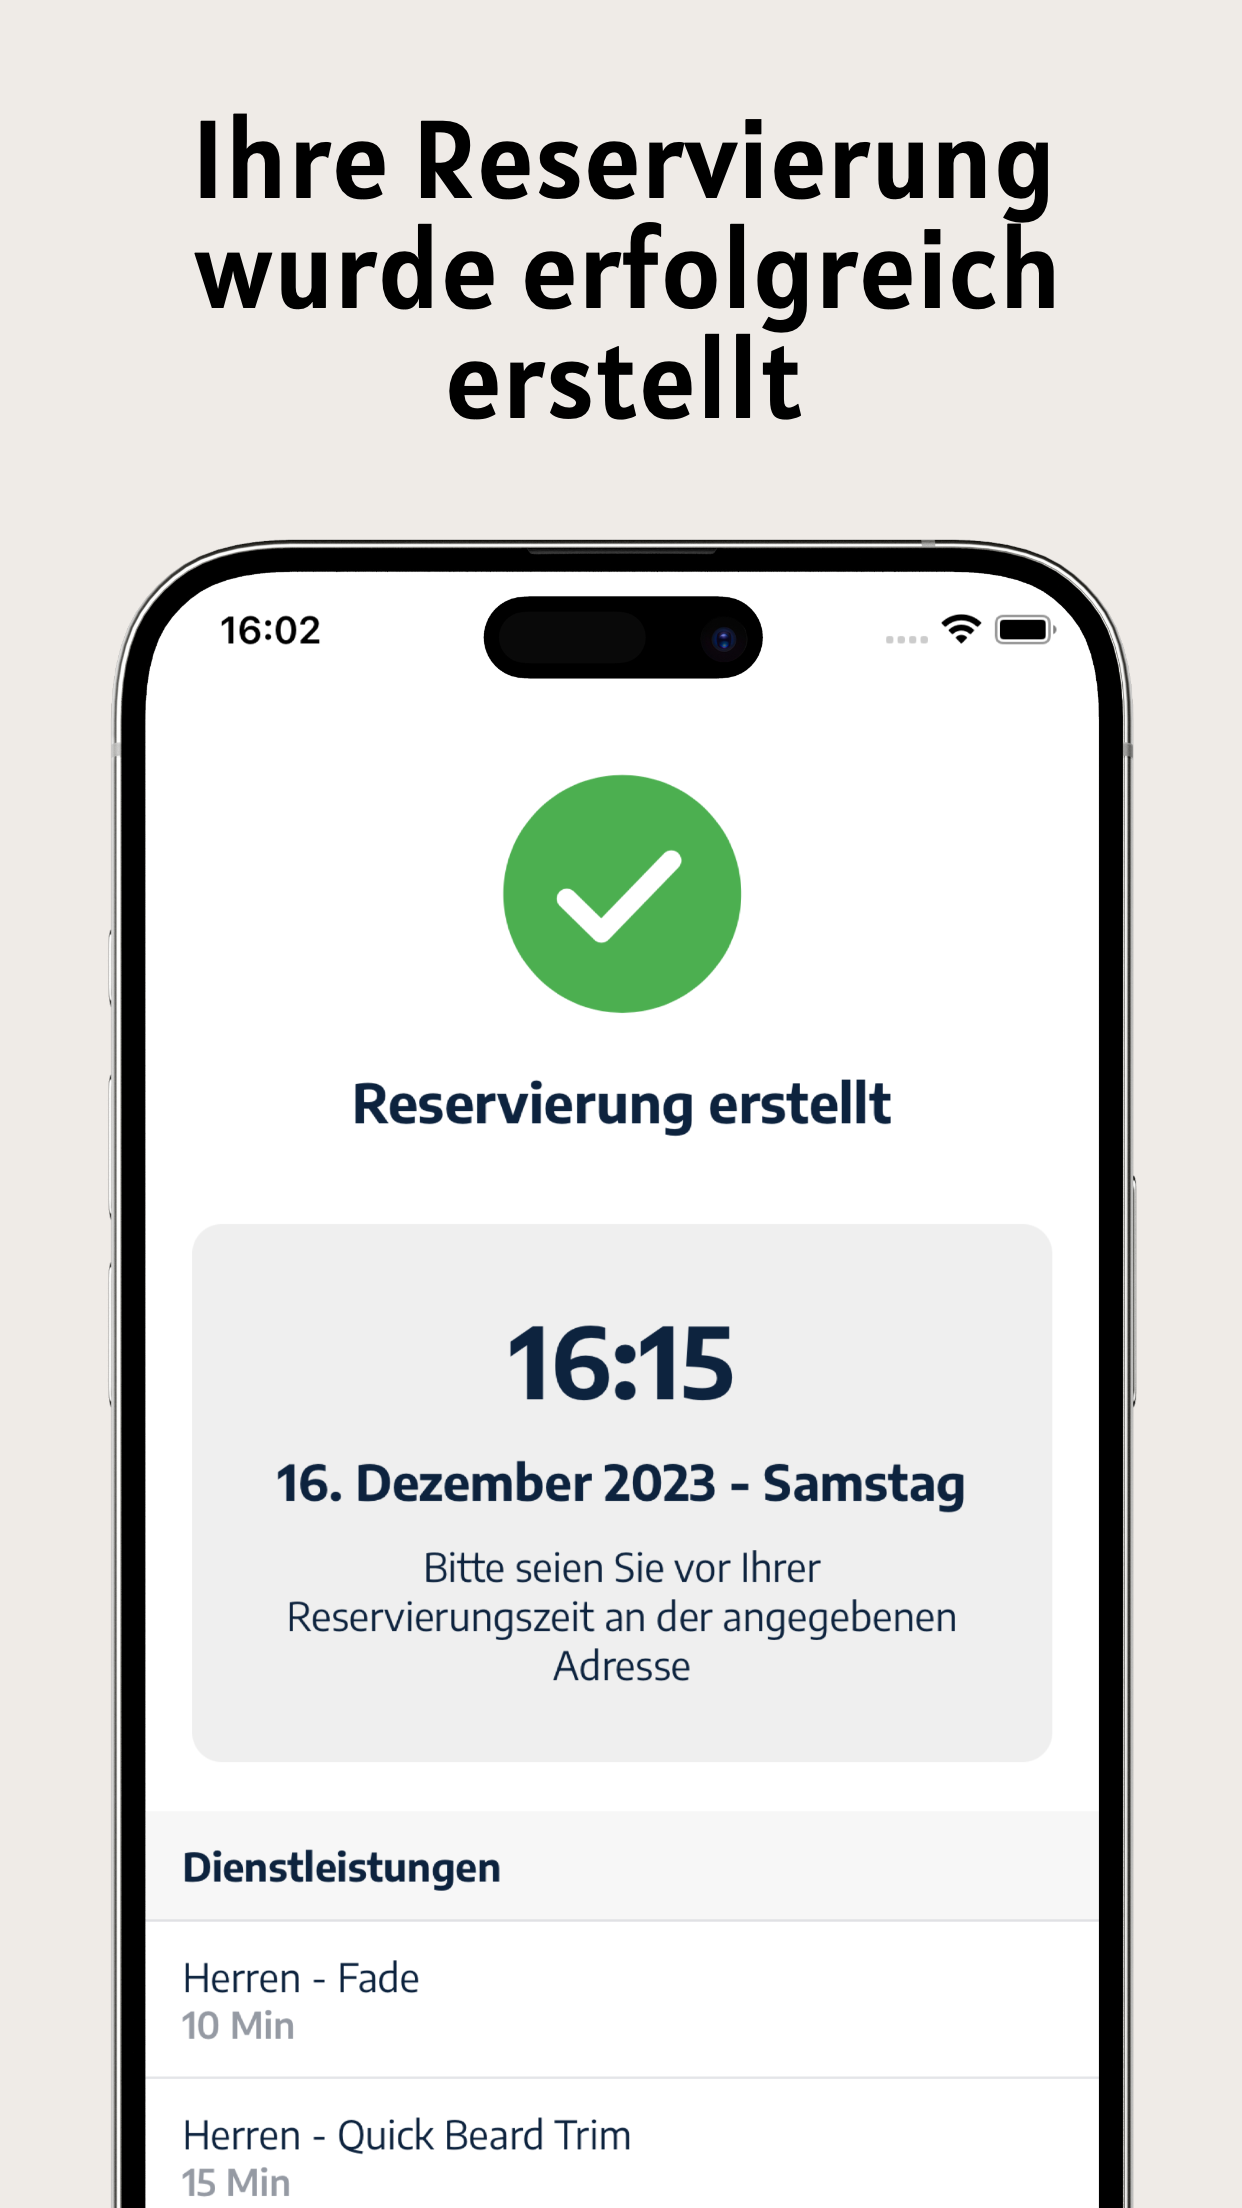 Ihre Reservierung
wurde erfolgreich
erstellt
16:02
Reservierung erstellt
16:15
16. Dezember 2023 - Samstag
Bitte seien Sie vor Ihrer
Reservierungszeit an der angegebenen
Adresse
Dienstleistungen
Herren - Fade
10 Min
Herren - Quick Beard Trim
15 Min